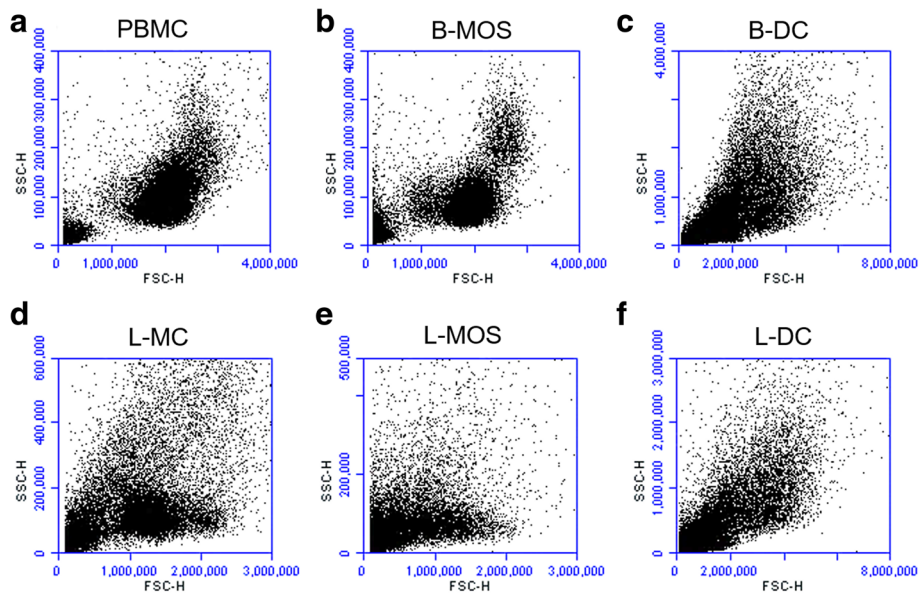 a PBMC
SSC-H
400,000
300,000
200,000
100,000
0
0 1,000,000 4,000,000
FSC-H
b B-MOS
SSC-H
400,000
300,000
200,000
100,000
0
0 1,000,000 4,000,000
FSC-H
c B-DC
SSC-H
4,000,000
1,000,000
0
0 2,000,000 8,000,000
FSC-H
d L-MC
SSC-H
600,000
400,000
200,000
0
0 1,000,000 2,000,000 3,000,000
FSC-H
e L-MOS
SSC-H
500,000
200,000
0
0 1,000,000 2,000,000 3,000,000
FSC-H
f L-DC
SSC-H
3,000,000
2,000,000
1,000,000
0
0 2,000,000 8,000,000
FSC-H